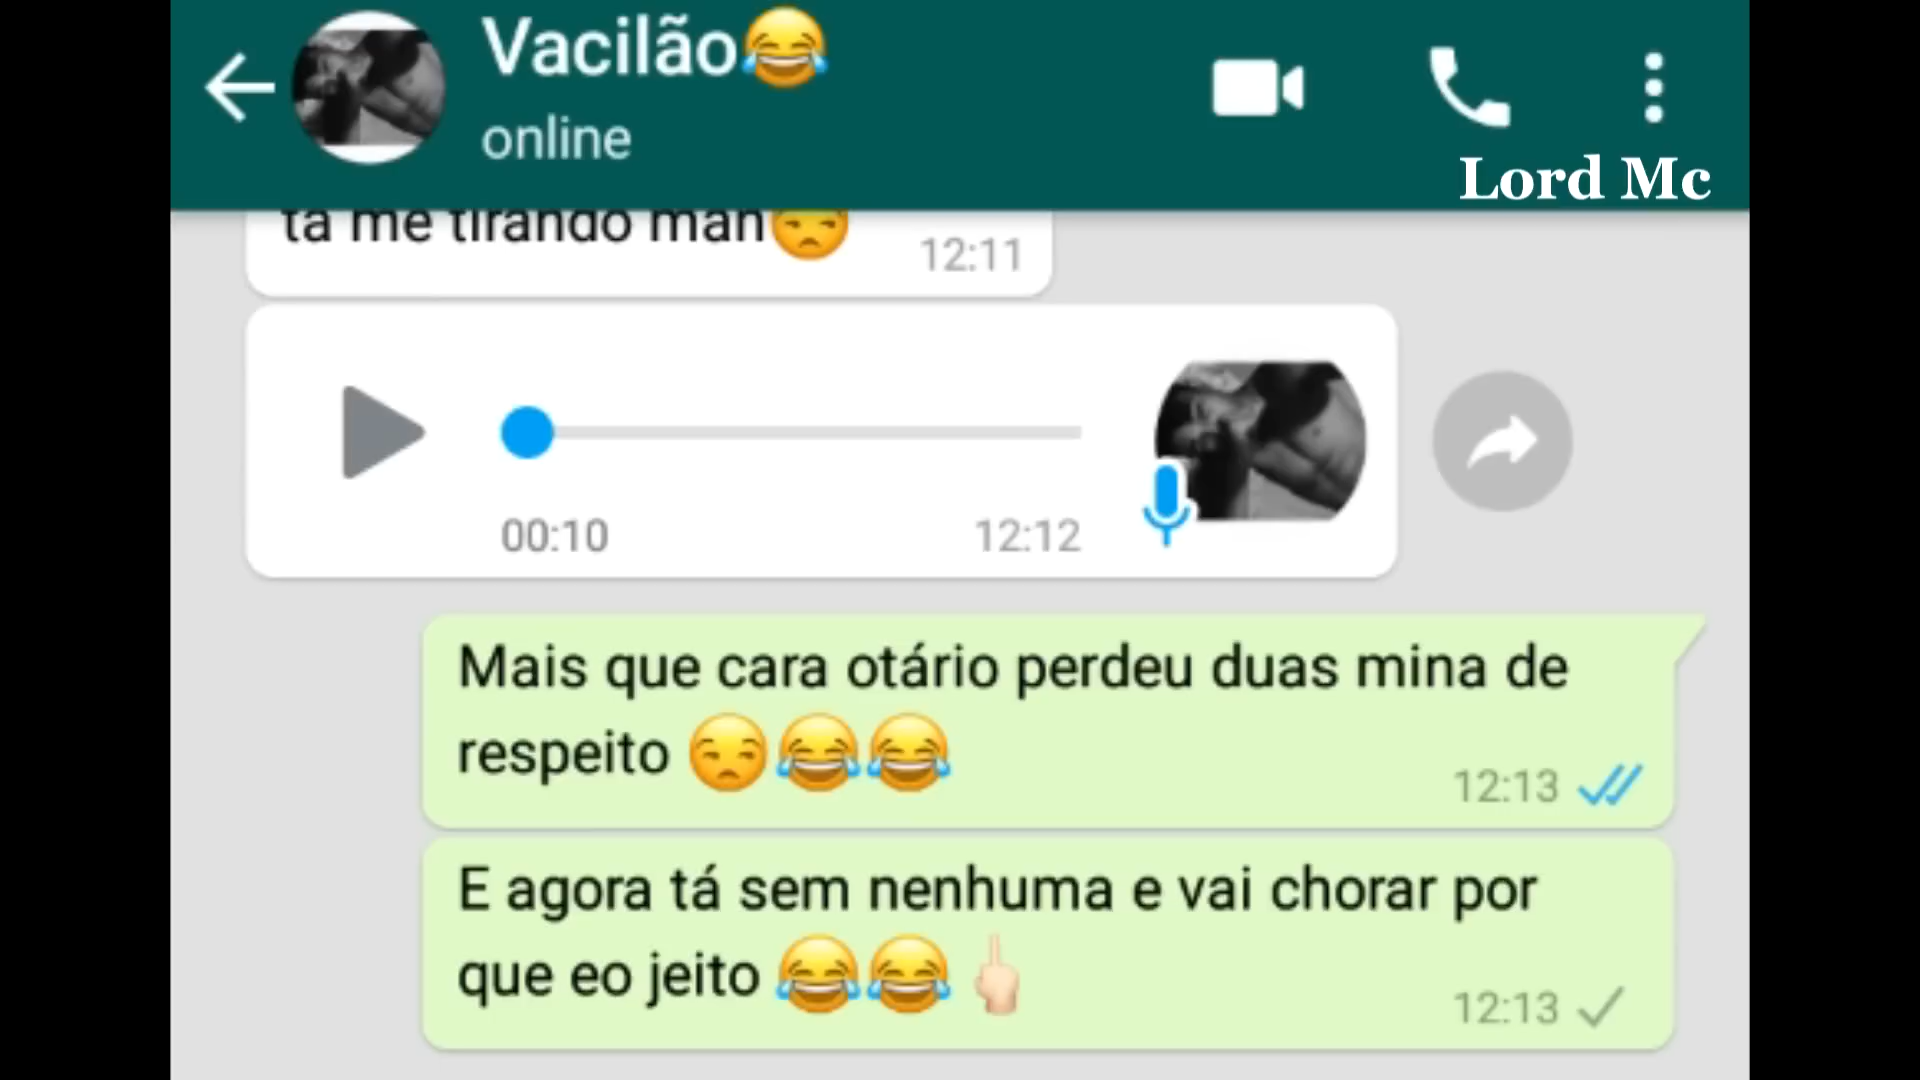 Vacilão😂
online
Lord Mc
ta me tirando man😒
12:11
00:10
12:12
Mais que cara otário perdeu duas mina de
respeito 😒😂😂
12:13
E agora tá sem nenhuma e vai chorar por
que eo jeito 😂😂🖕🏻
12:13